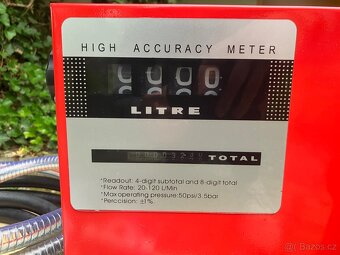 HIGH ACCURACY METER
LITRE
TOTAL
*Readout: 4-digit subtotal and 8-digit total
*Flow Rate: 20-120 L/Min
*Max operating pressure:50psi/3.5bar
*Perccision: ±1%
sbazos.cz